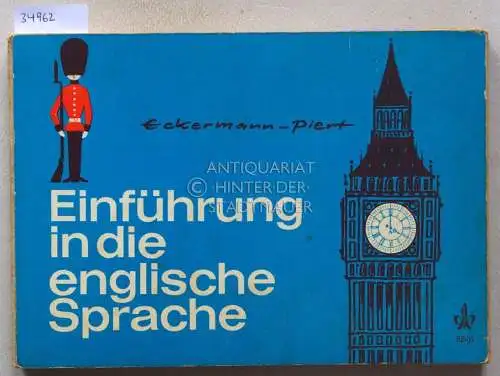 34962
Eckermann-Piert
ANTIQUARIAT
© HINTER DER
STADTMAUER
Einführung
in die
englische
Sprache